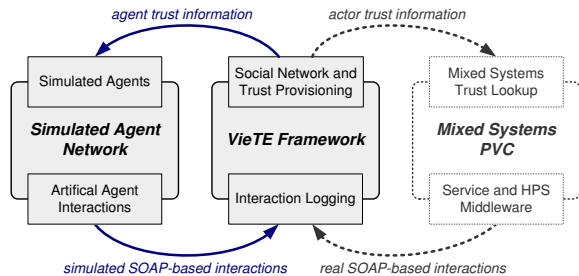 agent trust information
actor trust information
Simulated Agents
Social Network and
Trust Provisioning
Mixed Systems
Trust Lookup
Simulated Agent
Network
VieTE Framework
Mixed Systems
PVC
Artifical Agent
Interactions
Interaction Logging
Service and HPS
Middleware
simulated SOAP-based interactions
real SOAP-based interactions